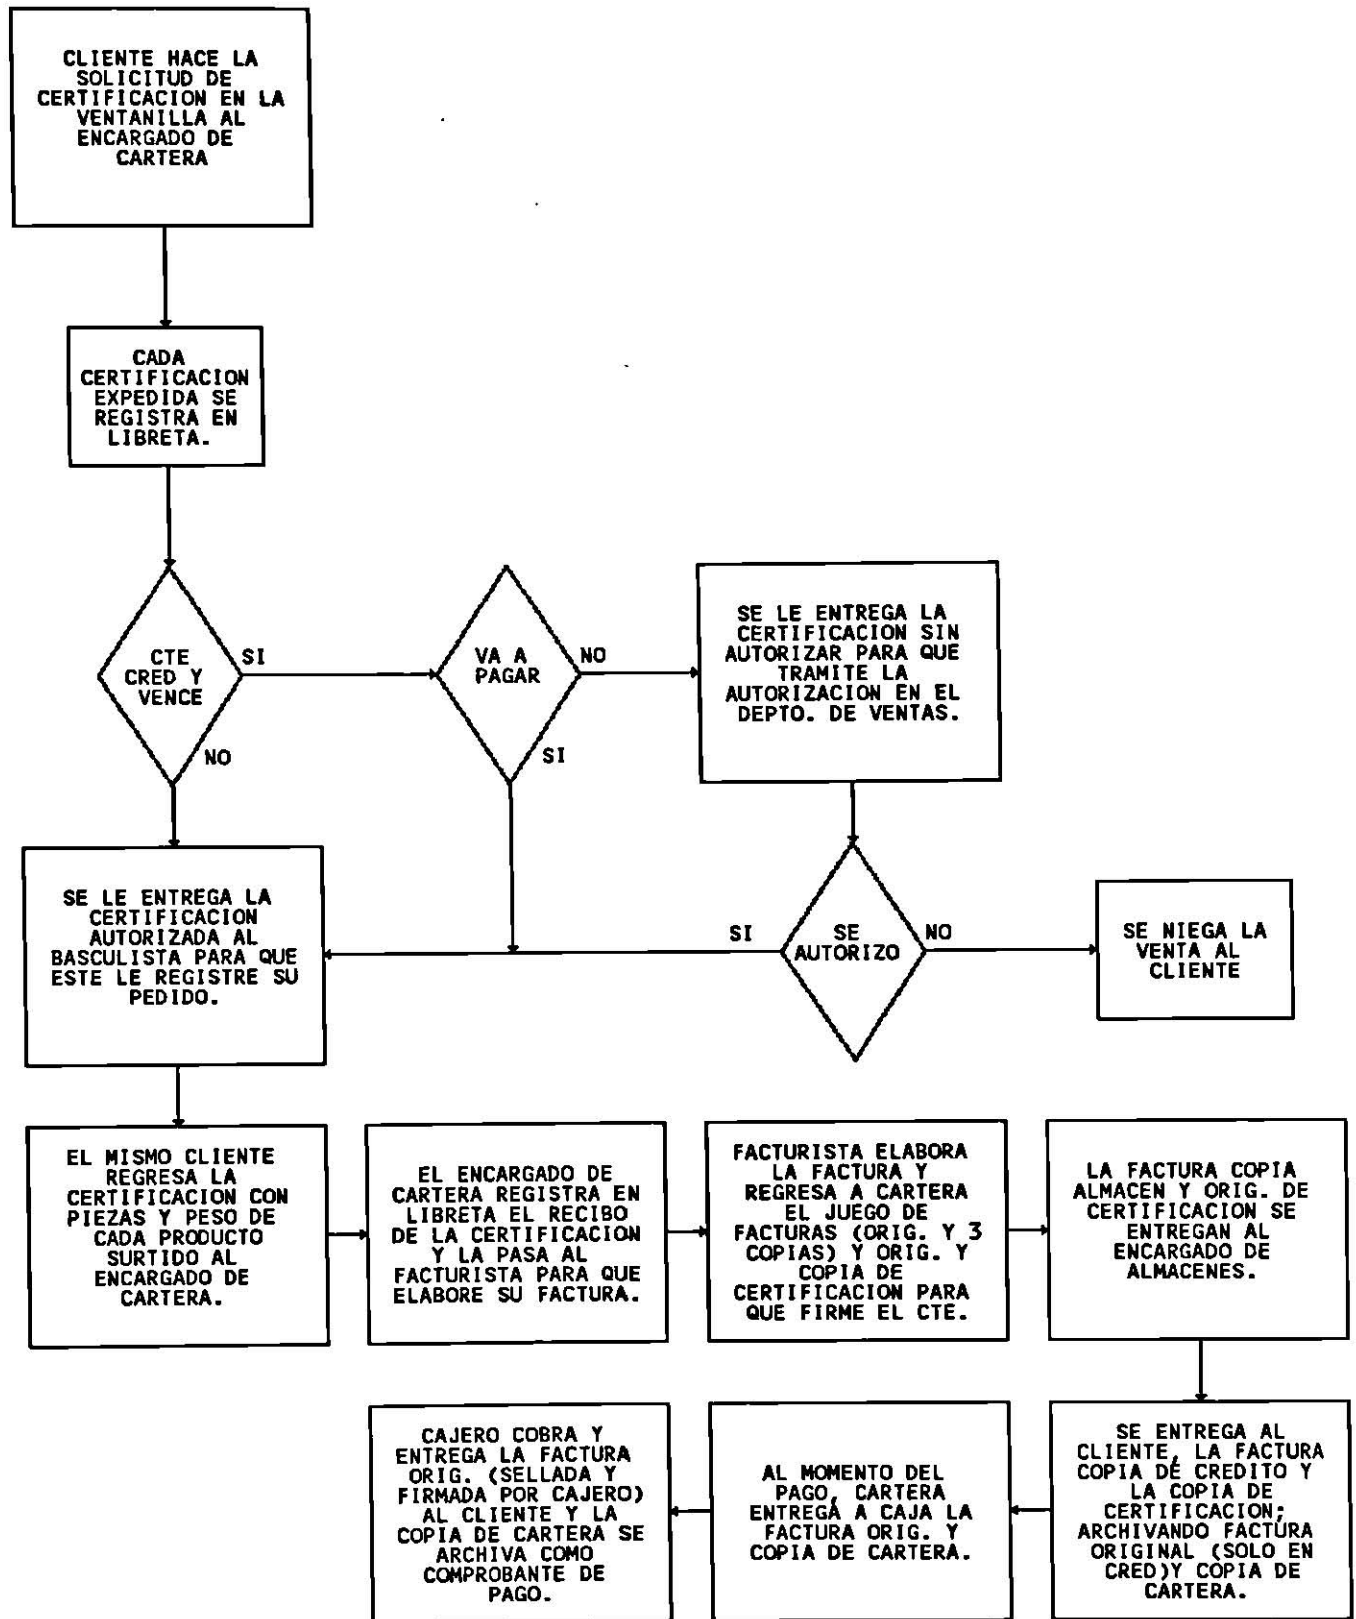 CLIENTE HACE LA
SOLICITUD DE
CERTIFICACION EN LA
VENTANILLA AL
ENCARGADO DE
CARTERA
CADA
CERTIFICACION
EXPEDIDA SE
REGISTRA EN
LIBRETA.
CTE
CRED Y
VENCE
SI
NO
VA A
PAGAR
NO
SI
SE LE ENTREGA LA
CERTIFICACION SIN
AUTORIZAR PARA QUE
TRAMITE LA
AUTORIZACION EN EL
DEPTO. DE VENTAS.
SE LE ENTREGA LA
CERTIFICACION
AUTORIZADA AL
BASCULISTA PARA QUE
ESTE LE REGISTRE SU
PEDIDO.
SI
SE
AUTORIZO
NO
SE NIEGA LA
VENTA AL
CLIENTE
EL MISMO CLIENTE
REGRESA LA
CERTIFICACION CON
PIEZAS Y PESO DE
CADA PRODUCTO
SURTIDO AL
ENCARGADO DE
CARTERA.
EL ENCARGADO DE
CARTERA REGISTRA EN
LIBRETA EL RECIBO
DE LA CERTIFICACION
Y LA PASA AL
FACTURISTA PARA QUE
ELABORE SU FACTURA.
FACTURISTA ELABORA
LA FACTURA Y
REGRESA A CARTERA
EL JUEGO DE
FACTURAS (ORIG. Y 3
COPIAS) Y ORIG. Y
COPIA DE
CERTIFICACION PARA
QUE FIRME EL CTE.
LA FACTURA COPIA
ALMACEN Y ORIG. DE
CERTIFICACION SE
ENTREGAN AL
ENCARGADO DE
ALMACENES.
SE ENTREGA AL
CLIENTE, LA FACTURA
COPIA DE CREDITO Y
LA COPIA DE
CERTIFICACION;
ARCHIVANDO FACTURA
ORIGINAL (SOLO EN
CRED)Y COPIA DE
CARTERA.
AL MOMENTO DEL
PAGO, CARTERA
ENTREGA A CAJA LA
FACTURA ORIG. Y
COPIA DE CARTERA.
CAJERO COBRA Y
ENTREGA LA FACTURA
ORIG. (SELLADA Y
FIRMADA POR CAJERO)
AL CLIENTE Y LA
COPIA DE CARTERA SE
ARCHIVA COMO
COMPROBANTE DE
PAGO.